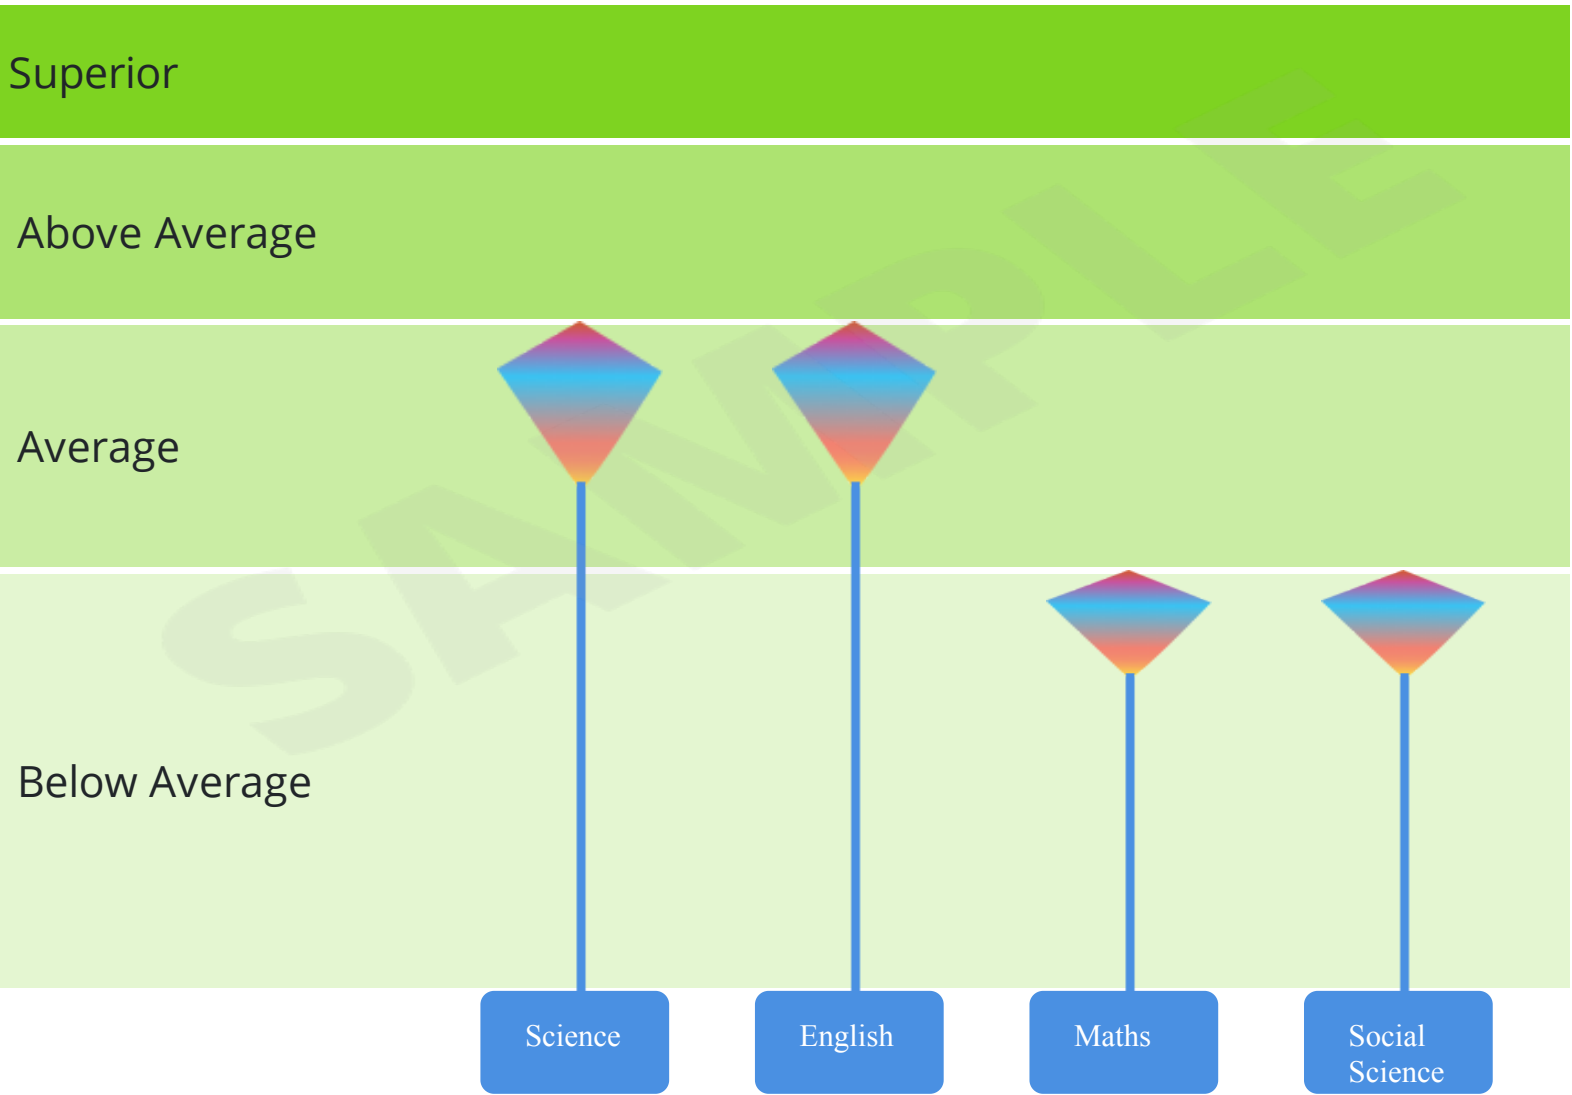 Superior
Above Average
Average
Below Average
SAMPLE
Science
English
Maths
Social
Science